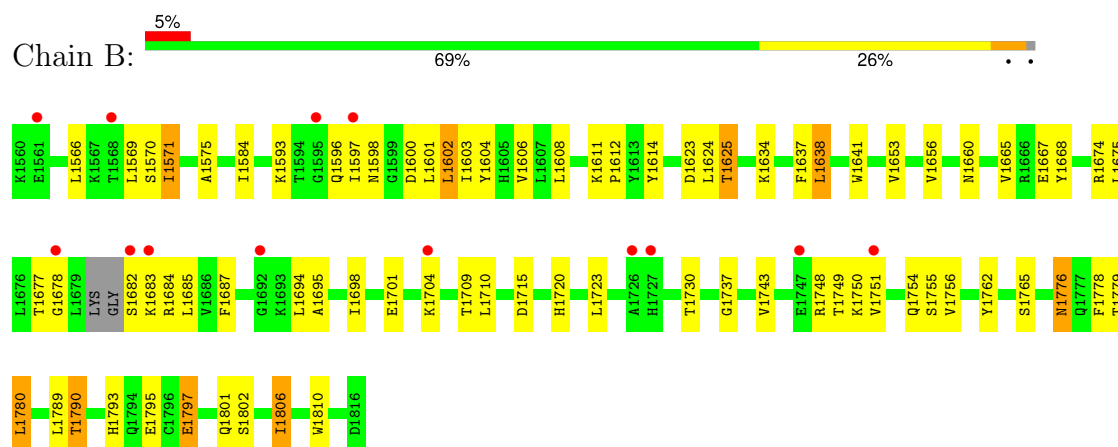 5%
Chain B:
69% 26% • •
K1560 E1561 L1566 K1567 T1568 L1569 S1570 I1571 A1575 I1584 K1593 T1594 G1595 Q1596 I1597 N1598 G1599 D1600 L1601 L1602 I1603 Y1604 H1605 V1606 L1607 L1608 K1611 P1612 Y1613 Y1614 D1623 L1624 T1625 K1634 F1637 L1638 W1641 V1653 V1656 N1660 V1665 R1666 E1667 Y1668 R1674 L1675
L1676 T1677 G1678 L1679 LYS GLY S1682 K1683 R1684 L1685 V1686 F1687 G1692 K1693 L1694 A1695 I1698 E1701 K1704 T1709 L1710 D1715 H1720 L1723 A1726 H1727 T1730 G1737 V1743 E1747 R1748 T1749 K1750 V1751 Q1754 S1755 V1756 Y1762 S1765 N1776 Q1777 F1778 T1779
L1780 L1789 T1790 H1793 Q1794 E1795 C1796 E1797 Q1801 S1802 I1806 W1810 D1816